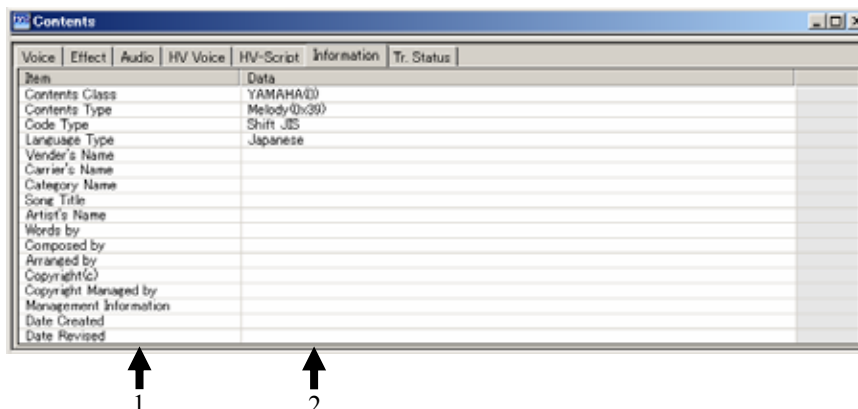 Contents
Voice Effect Audio HV Voice HV-Script Information Tr. Status
Item Data
Contents Class YAMAHA(0)
Contents Type Melody(0x39)
Code Type Shift JIS
Language Type Japanese
Vender's Name
Carrier's Name
Category Name
Song Title
Artist's Name
Words by
Composed by
Arranged by
Copyright(c)
Copyright Managed by
Management Information
Date Created
Date Revised
1 2